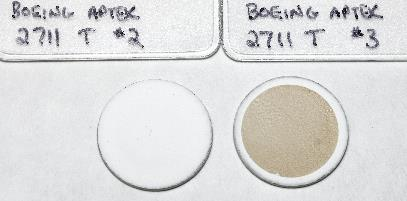 BOEING APTEK
2711 T #2
BOEING APTEK
2711 T #3